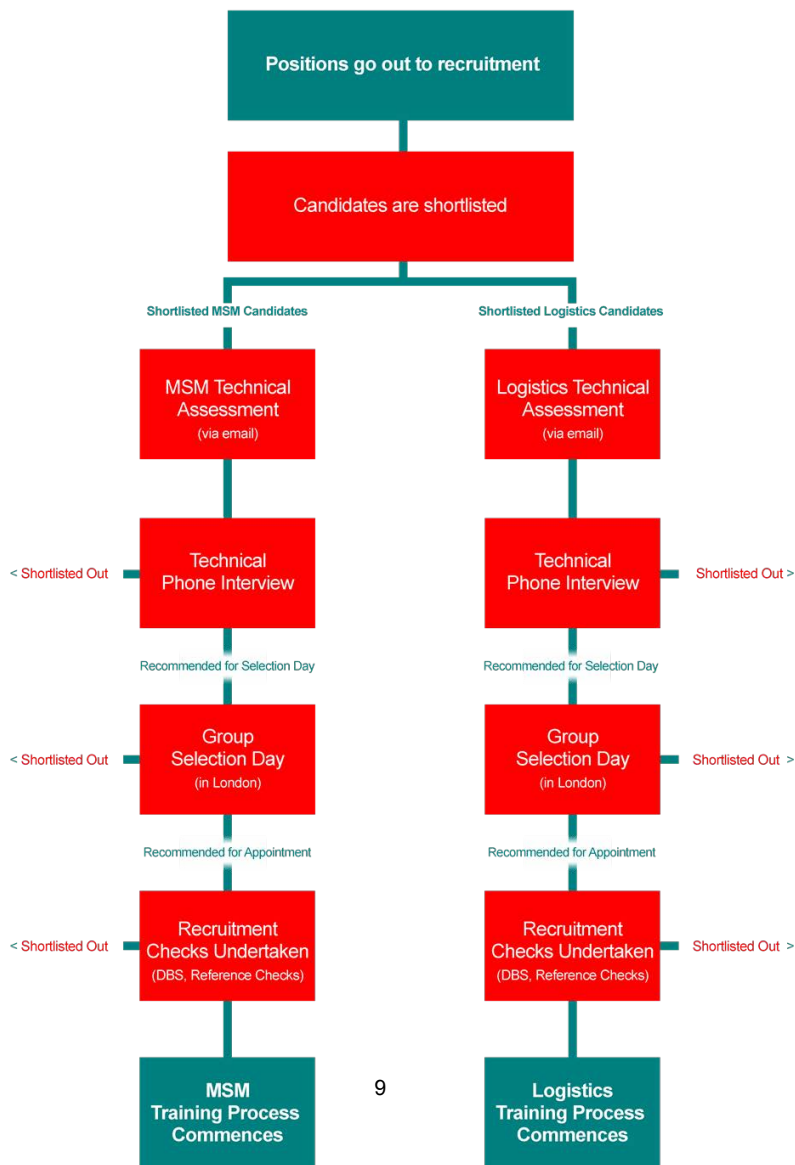 Positions go out to recruitment
Candidates are shortlisted
Shortlisted MSM Candidates
Shortlisted Logistics Candidates
MSM Technical
Assessment
(via email)
Logistics Technical
Assessment
(via email)
< Shortlisted Out
Technical
Phone Interview
Technical
Phone Interview
Shortlisted Out >
Recommended for Selection Day
Recommended for Selection Day
< Shortlisted Out
Group
Selection Day
(in London)
Group
Selection Day
(in London)
Shortlisted Out >
Recommended for Appointment
Recommended for Appointment
< Shortlisted Out
Recruitment
Checks Undertaken
(DBS, Reference Checks)
Recruitment
Checks Undertaken
(DBS, Reference Checks)
Shortlisted Out >
MSM
Training Process
Commences
9
Logistics
Training Process
Commences